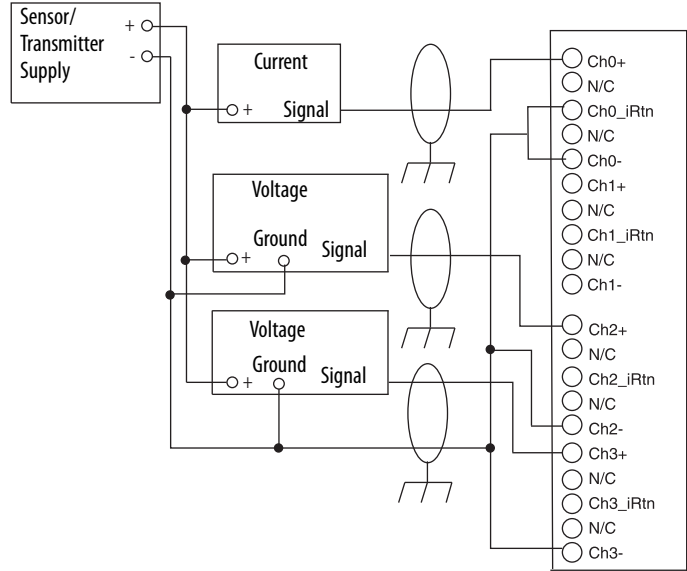 Sensor/
Transmitter
Supply
+
-
Current
+ Signal
Voltage
Ground
+ Signal
Voltage
Ground
+ Signal
Ch0+
N/C
Ch0_iRtn
N/C
Ch0-
Ch1+
N/C
Ch1_iRtn
N/C
Ch1-
Ch2+
N/C
Ch2_iRtn
N/C
Ch2-
Ch3+
N/C
Ch3_iRtn
N/C
Ch3-